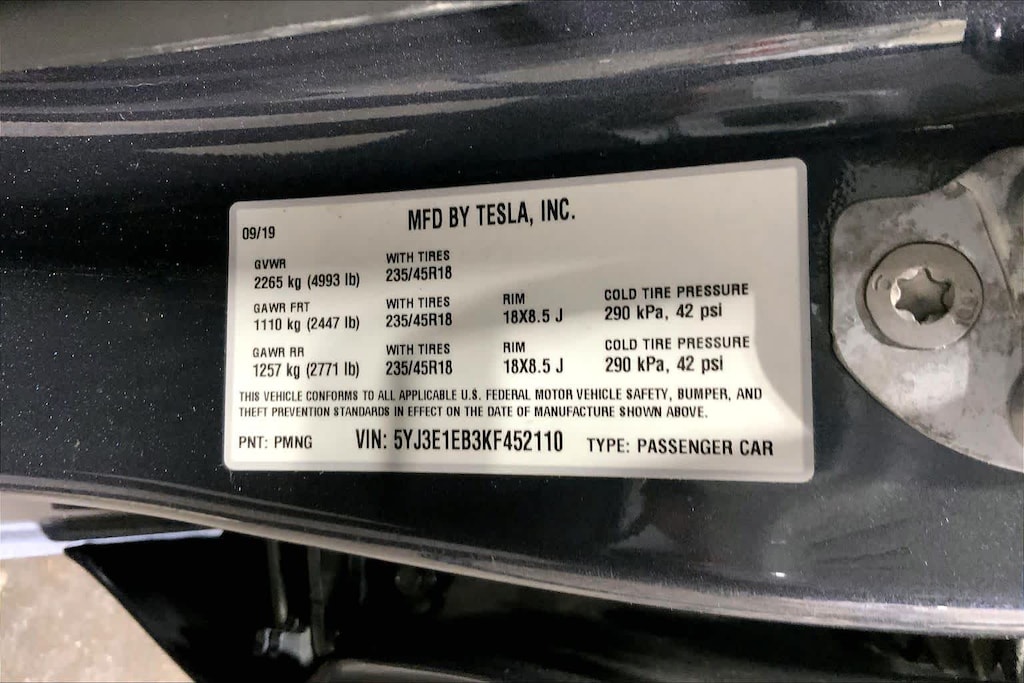 MFD BY TESLA, INC.
09/19
GVWR WITH TIRES
2265 kg (4993 lb) 235/45R18
GAWR FRT WITH TIRES RIM COLD TIRE PRESSURE
1110 kg (2447 lb) 235/45R18 18X8.5 J 290 kPa, 42 psi
GAWR RR WITH TIRES RIM COLD TIRE PRESSURE
1257 kg (2771 lb) 235/45R18 18X8.5 J 290 kPa, 42 psi
THIS VEHICLE CONFORMS TO ALL APPLICABLE U.S. FEDERAL MOTOR VEHICLE SAFETY, BUMPER, AND
THEFT PREVENTION STANDARDS IN EFFECT ON THE DATE OF MANUFACTURE SHOWN ABOVE.
PNT: PMNG VIN: 5YJ3E1EB3KF452110 TYPE: PASSENGER CAR